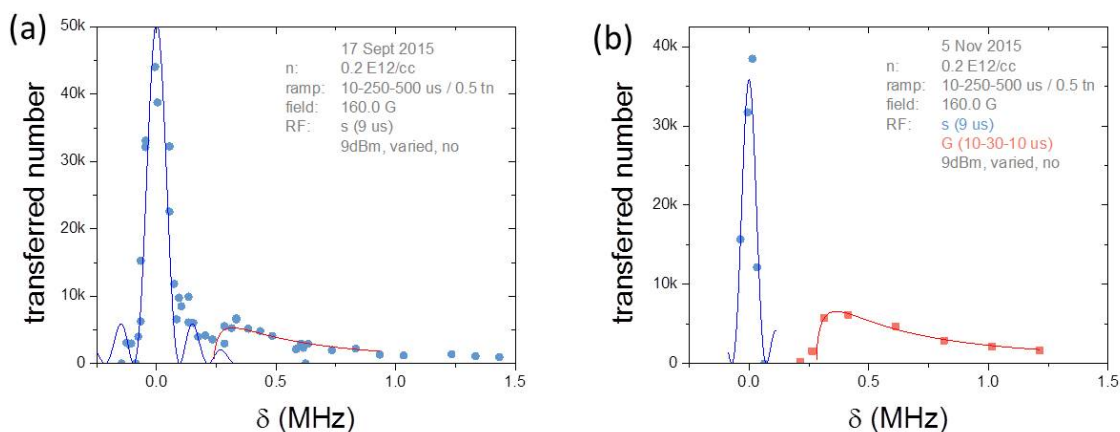 (a)
50k
40k
30k
20k
10k
0
transferred number
17 Sept 2015
n: 0.2 E12/cc
ramp: 10-250-500 us / 0.5 tn
field: 160.0 G
RF: s (9 us)
9dBm, varied, no
0.0 0.5 1.0 1.5
δ (MHz)
(b)
40k
30k
20k
10k
0
transferred number
5 Nov 2015
n: 0.2 E12/cc
ramp: 10-250-500 us / 0.5 tn
field: 160.0 G
RF: s (9 us)
G (10-30-10 us)
9dBm, varied, no
0.0 0.5 1.0 1.5
δ (MHz)